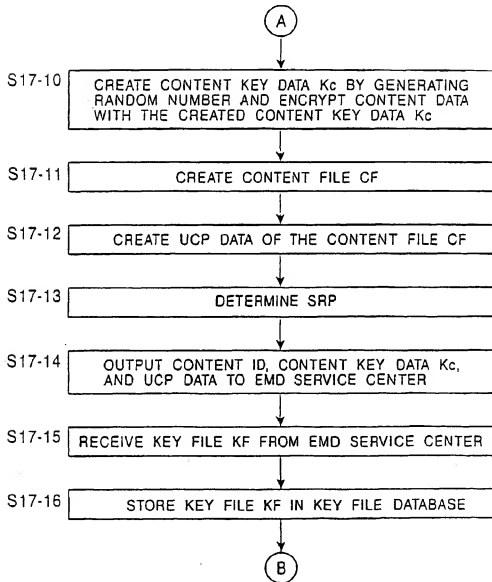 A
S17-10
CREATE CONTENT KEY DATA Kc BY GENERATING
RANDOM NUMBER AND ENCRYPT CONTENT DATA
WITH THE CREATED CONTENT KEY DATA Kc
S17-11
CREATE CONTENT FILE CF
S17-12
CREATE UCP DATA OF THE CONTENT FILE CF
S17-13
DETERMINE SRP
S17-14
OUTPUT CONTENT ID, CONTENT KEY DATA Kc,
AND UCP DATA TO EMD SERVICE CENTER
S17-15
RECEIVE KEY FILE KF FROM EMD SERVICE CENTER
S17-16
STORE KEY FILE KF IN KEY FILE DATABASE
B